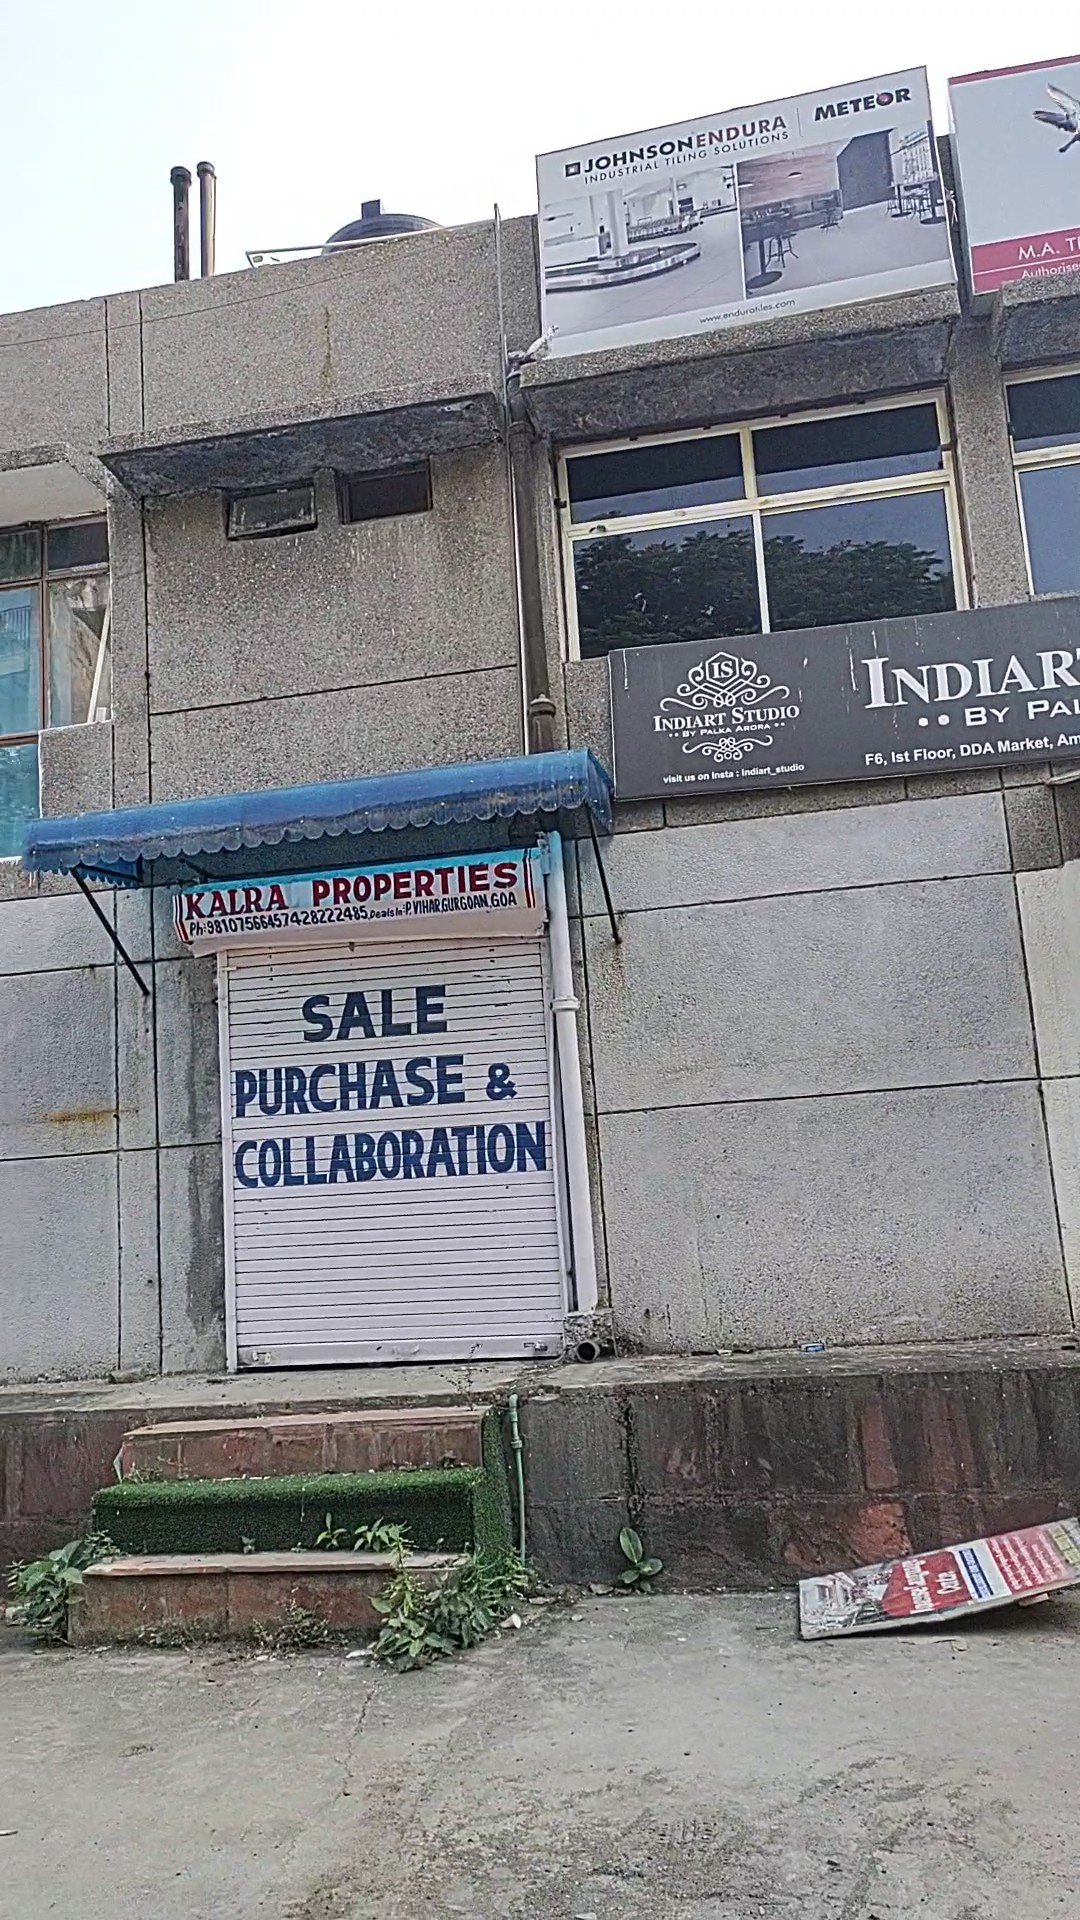 JOHNSON ENDURA
INDUSTRIAL TILING SOLUTIONS
METEOR
www.enduratiles.com
M.A. T
Authorise
IS
INDIART STUDIO
•• BY PALKA ARORA ••
visit us on Insta : indiart_studio
INDIART
•• BY PAL
F6, Ist Floor, DDA Market, Am
KALRA PROPERTIES
Ph:9810756645,7428222485,Deals In:P.VIHAR,GURGOAN,GOA
SALE
PURCHASE &
COLLABORATION